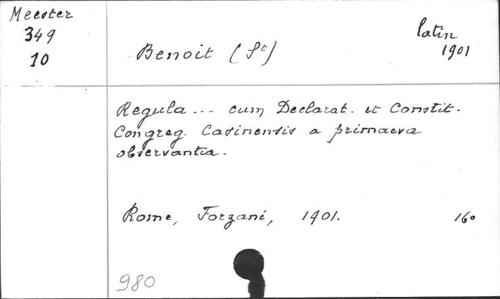 Meester
349
10
Benoit (St)
latin
1901
Regula ... cum Declarat. et Constit.
Congreg. Casinensis a primaeva
observantia.
Rome, Forzani, 1901. 16o
980